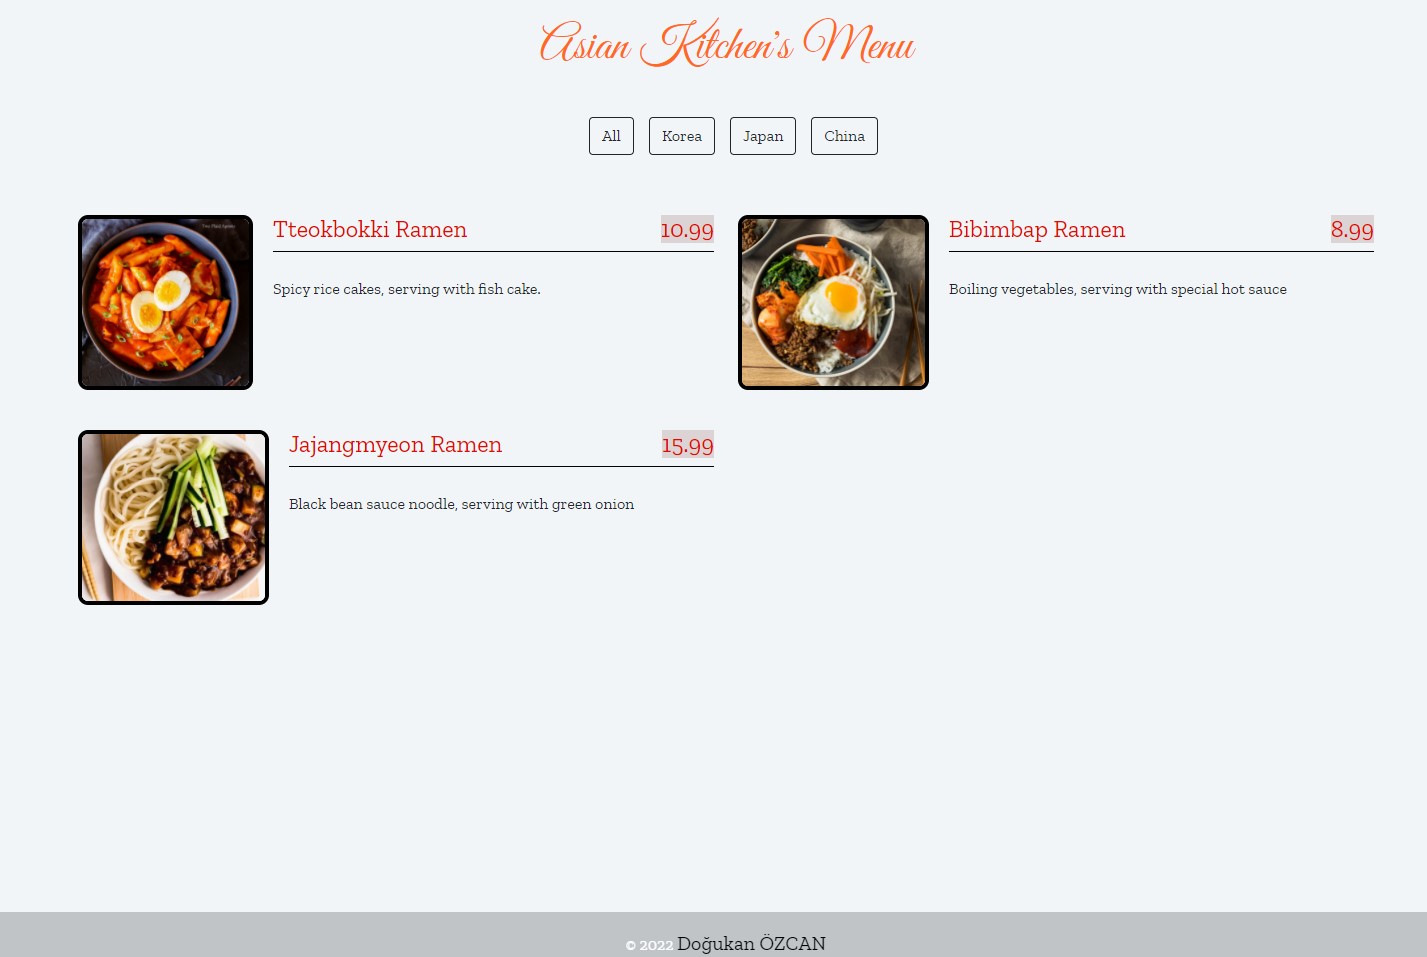 Asian Kitchen's Menu
All Korea Japan China
Tteokbokki Ramen 10.99
Spicy rice cakes, serving with fish cake.
Bibimbap Ramen 8.99
Boiling vegetables, serving with special hot sauce
Jajangmyeon Ramen 15.99
Black bean sauce noodle, serving with green onion
© 2022 Doğukan ÖZCAN